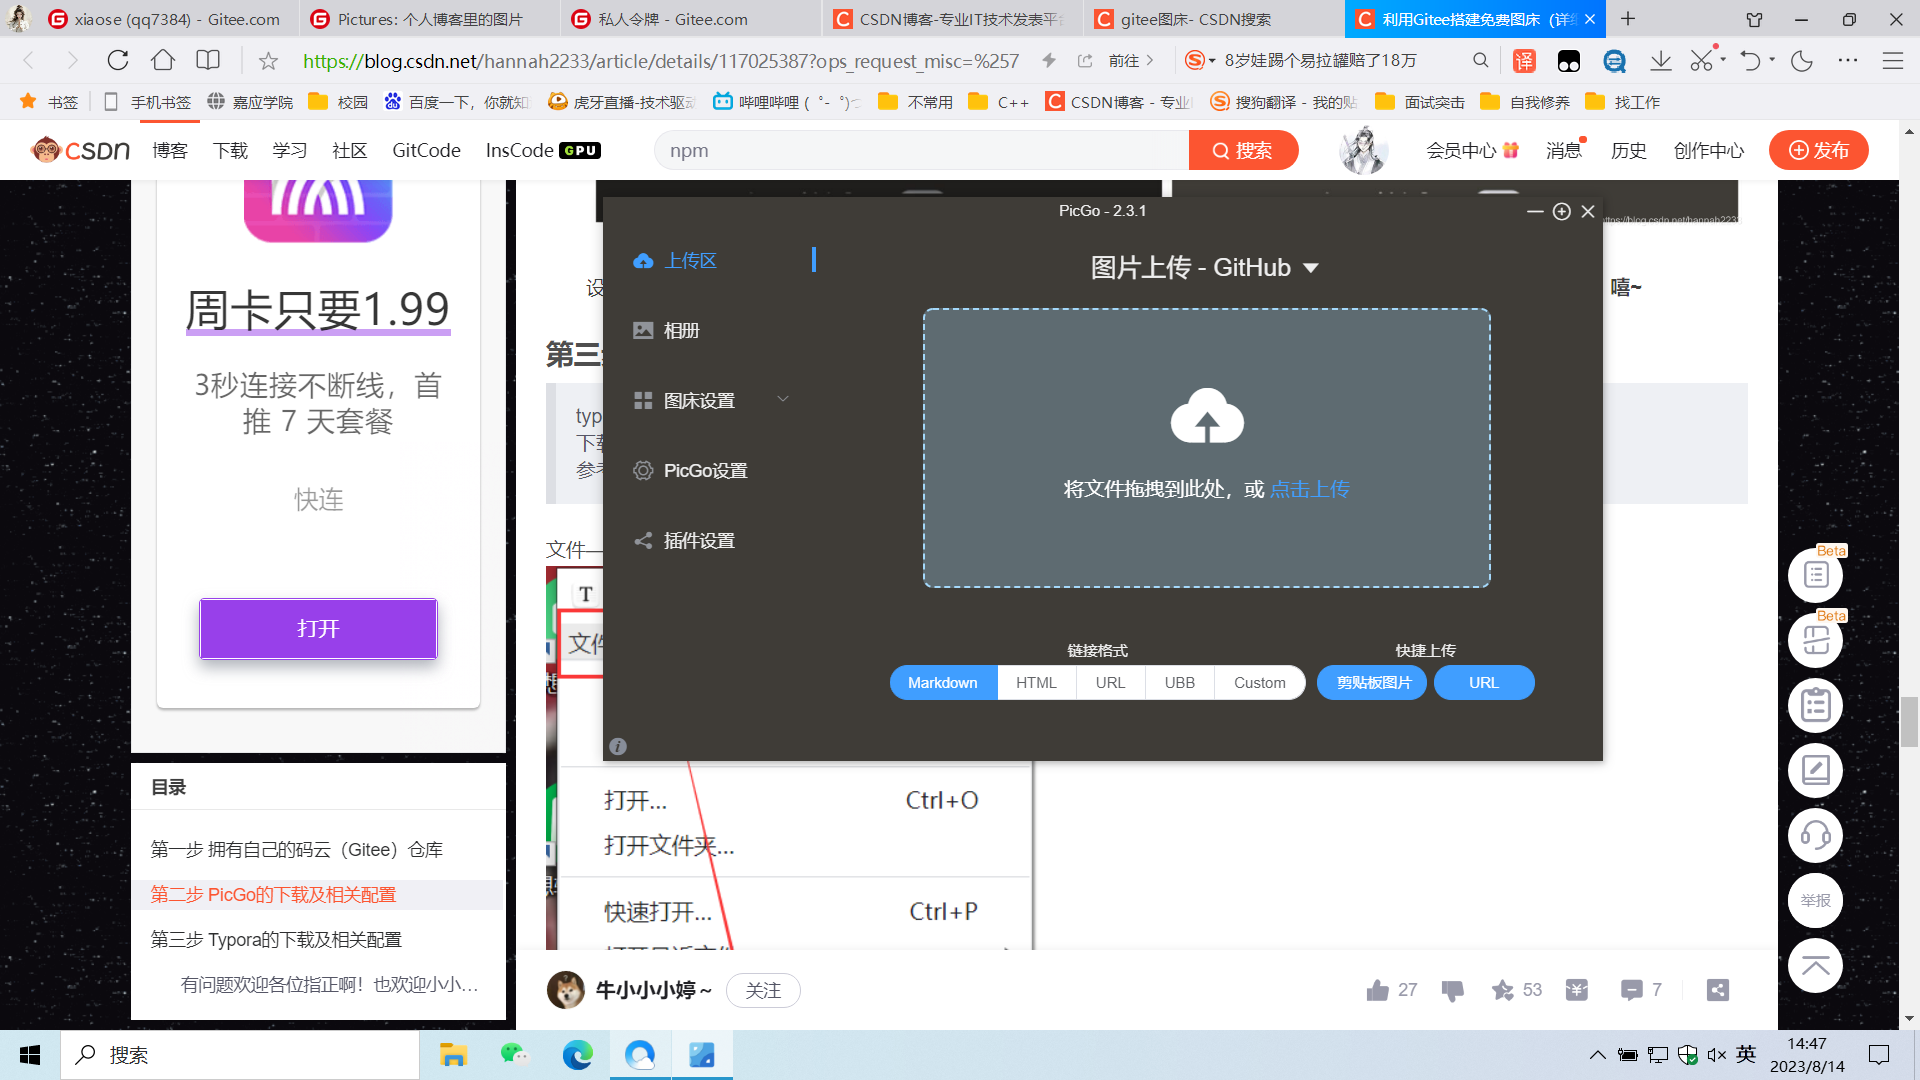 xiaose (qq7384) - Gitee.com
Pictures: 个人博客里的图片
私人令牌 - Gitee.com
CSDN博客-专业IT技术发表平
gitee图床- CSDN搜索
利用Gitee搭建免费图床（详
https://blog.csdn.net/hannah2233/article/details/117025387?ops_request_misc=%257
前往
8岁娃踢个易拉罐赔了18万
译
书签
手机书签
嘉应学院
校园
百度一下，你就知
虎牙直播-技术驱
哔哩哔哩 ( ゜- ゜)つ
不常用
C++
CSDN博客 - 专业
搜狗翻译 - 我的贴
面试突击
自我修养
找工作
CSDN
博客
下载
学习
社区
GitCode
InsCode GPU
npm
搜索
会员中心
消息
历史
创作中心
发布
周卡只要1.99
3秒连接不断线，首
推 7 天套餐
快连
打开
目录
第一步 拥有自己的码云（Gitee）仓库
第二步 PicGo的下载及相关配置
第三步 Typora的下载及相关配置
有问题欢迎各位指正啊！也欢迎小小...
https://blog.csdn.net/hannah223
设
嘻~
第三
typ
下载
参考
文件—
T
文件
PicGo - 2.3.1
上传区
相册
图床设置
PicGo设置
插件设置
图片上传 - GitHub
将文件拖拽到此处，或 点击上传
链接格式
快捷上传
Markdown
HTML
URL
UBB
Custom
剪贴板图片
URL
打开...
Ctrl+O
打开文件夹...
快速打开...
Ctrl+P
牛小小小婷～
关注
27
53
7
Beta
Beta
举报
搜索
英
14:47
2023/8/14